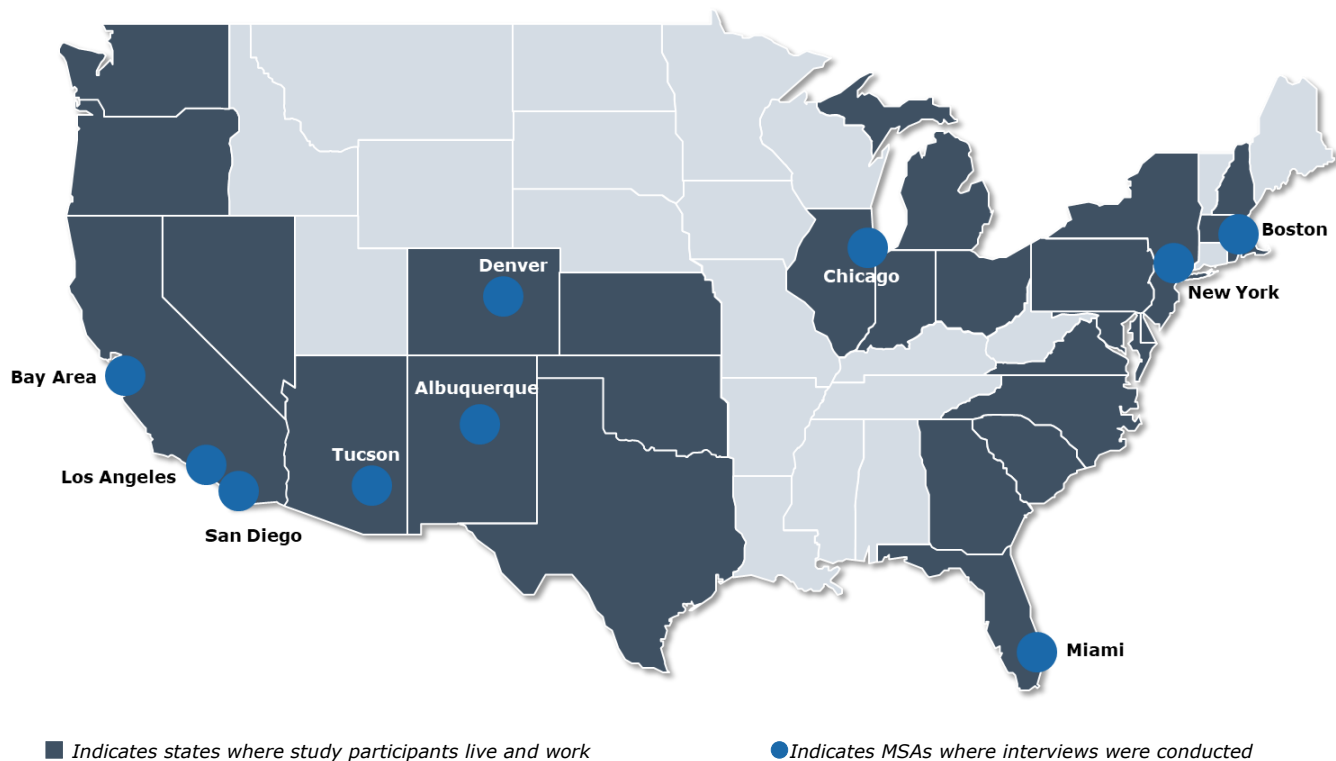 Boston
Denver
Chicago
New York
Bay Area
Albuquerque
Tucson
Los Angeles
San Diego
Miami
Indicates states where study participants live and work
Indicates MSAs where interviews were conducted